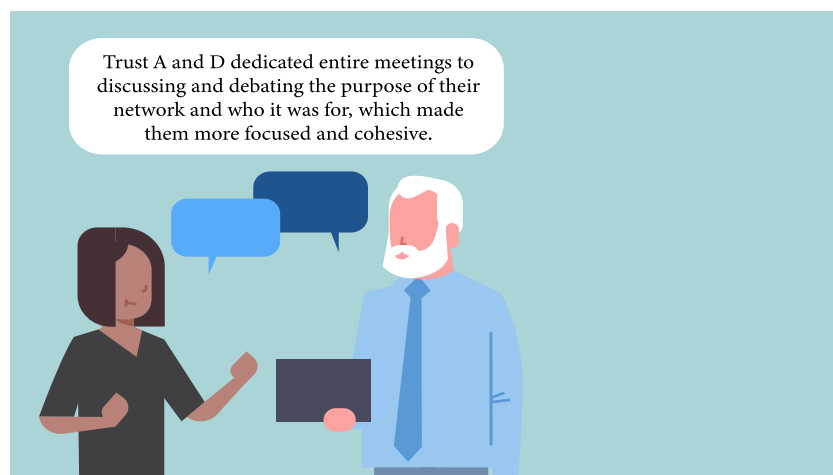 Trust A and D dedicated entire meetings to
discussing and debating the purpose of their
network and who it was for, which made
them more focused and cohesive.